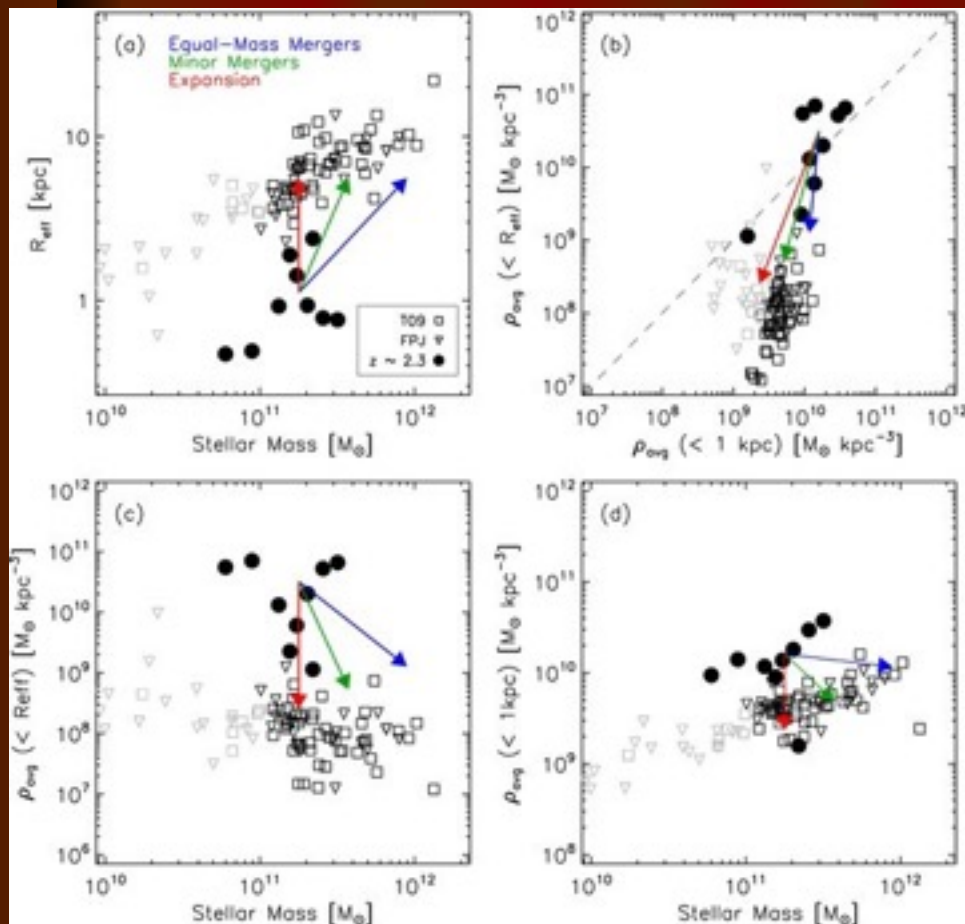 (a)
Equal-Mass Mergers
Minor Mergers
Expansion
R_eff [kpc]
10
1
T09
FPJ
z ~ 2.3
10^10 10^11 10^12
Stellar Mass [M_⊙]
(b)
ρ_avg (< R_eff) [M_⊙ kpc^-3]
10^12
10^11
10^10
10^9
10^8
10^7
10^7 10^8 10^9 10^10 10^11 10^12
ρ_avg (< 1 kpc) [M_⊙ kpc^-3]
(c)
ρ_avg (< Reff) [M_⊙ kpc^-3]
10^12
10^11
10^10
10^9
10^8
10^7
10^6
10^10 10^11 10^12
Stellar Mass [M_⊙]
(d)
ρ_avg (< 1kpc) [M_⊙ kpc^-3]
10^12
10^11
10^10
10^9
10^8
10^10 10^11 10^12
Stellar Mass [M_⊙]